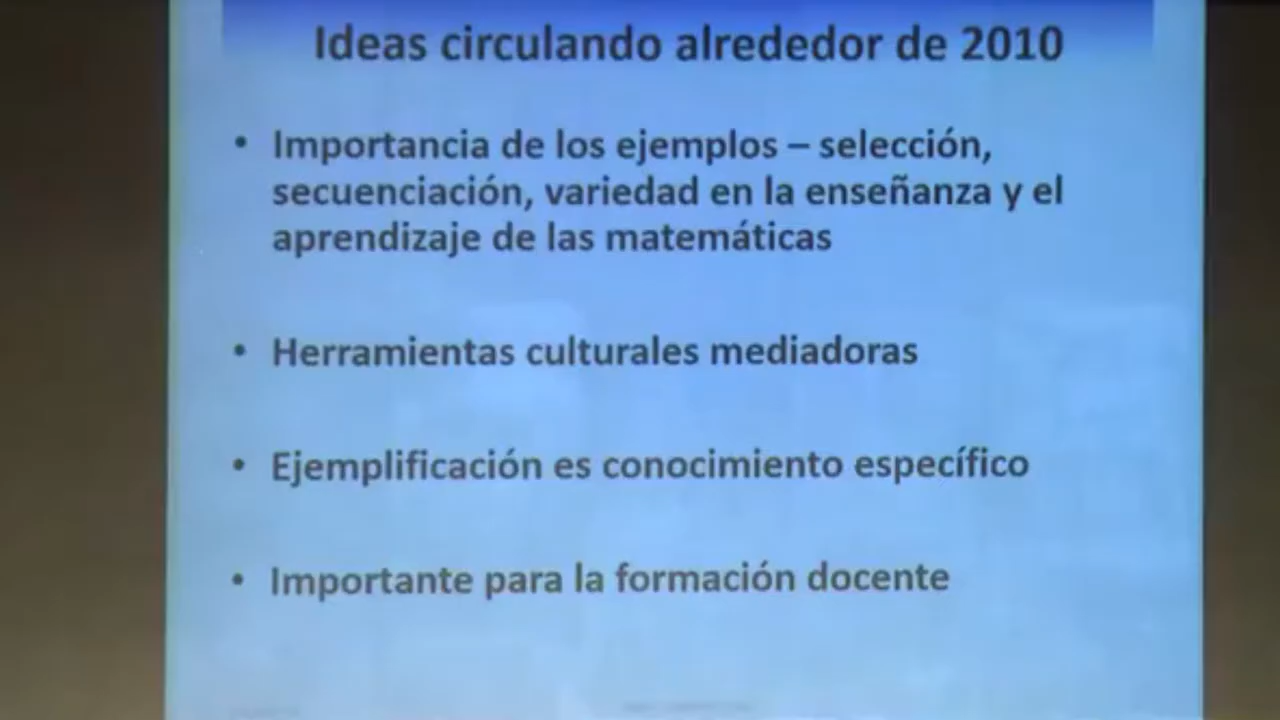 Ideas circulando alrededor de 2010
• Importancia de los ejemplos – selección,
secuenciación, variedad en la enseñanza y el
aprendizaje de las matemáticas
• Herramientas culturales mediadoras
• Ejemplificación es conocimiento específico
• Importante para la formación docente